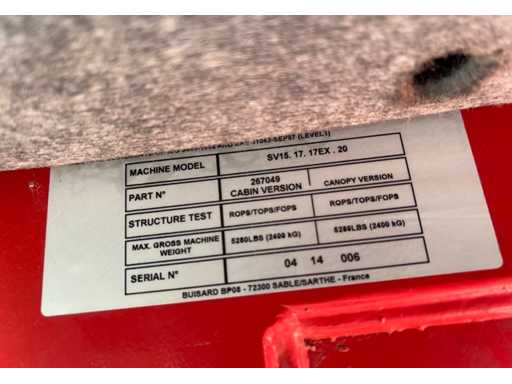 (LEVEL1)
MACHINE MODEL SV15. 17. 17EX . 20
PART N° 267049 CABIN VERSION CANOPY VERSION
STRUCTURE TEST ROPS/TOPS/FOPS ROPS/TOPS/FOPS
MAX. GROSS MACHINE WEIGHT 5280LBS (2400 kG) 5280LBS (2400 kG)
SERIAL N° 04 14 006
BUISARD BP08 - 72300 SABLE/SARTHE - France